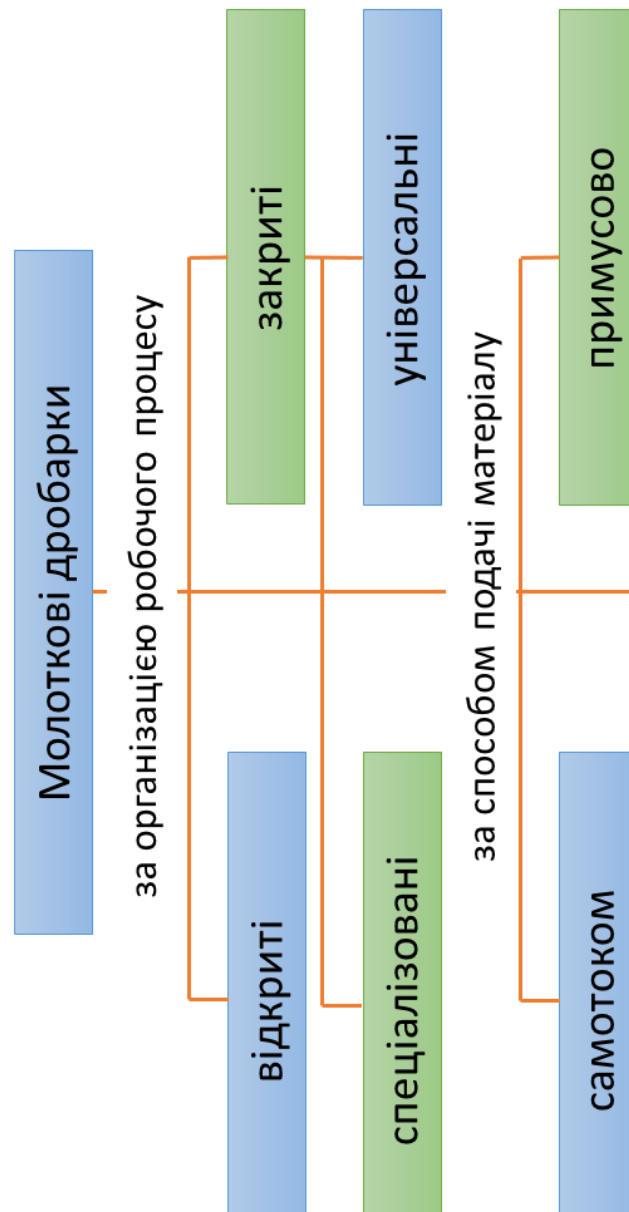 Молоткові дробарки
за організацією робочого процесу
відкриті
закриті
спеціалізовані
універсальні
за способом подачі матеріалу
самотоком
примусово